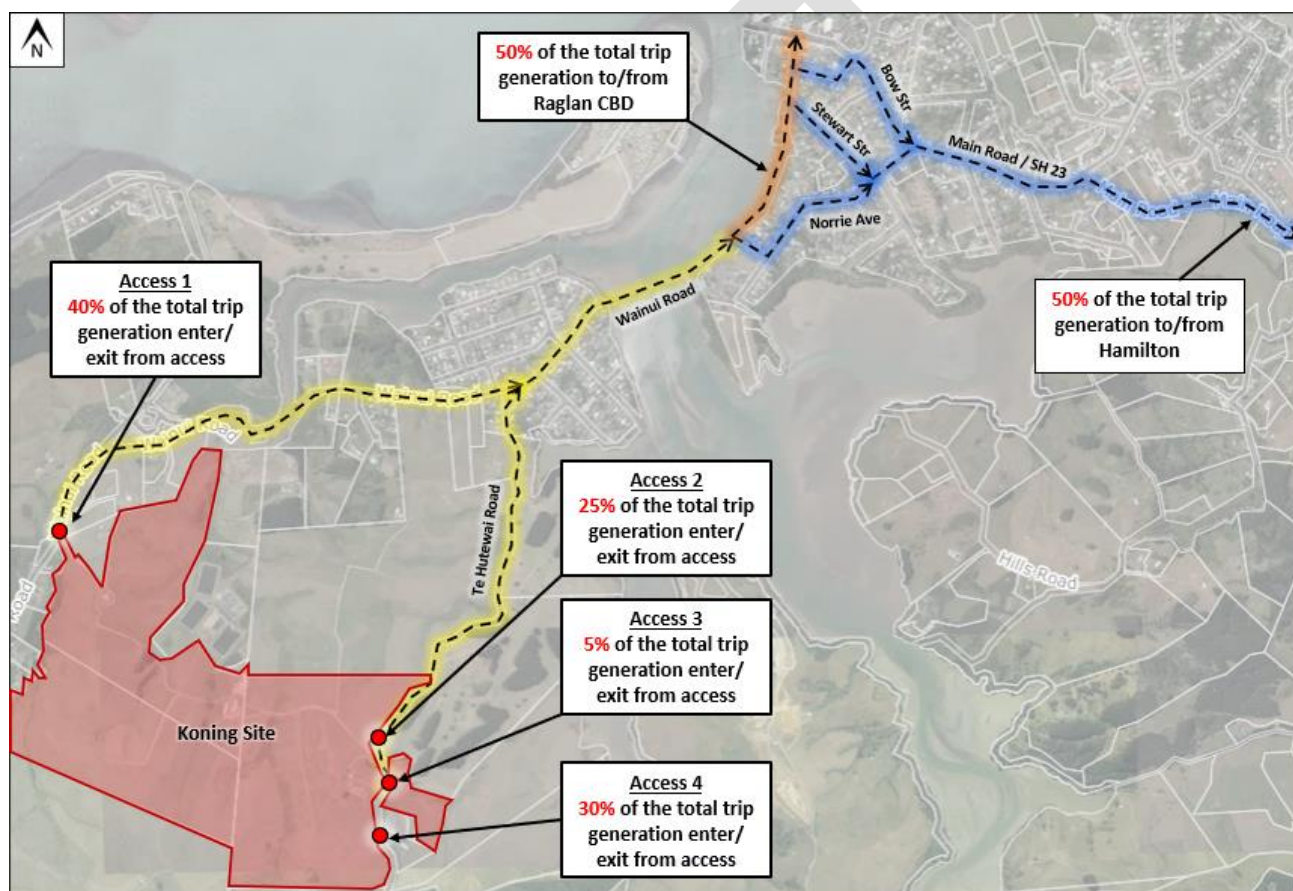 N
50% of the total trip
generation to/from
Raglan CBD
Bow Str
Stewart Str
Main Road / SH 23
Norrie Ave
Access 1
40% of the total trip
generation enter/
exit from access
Wainui Road
50% of the total trip
generation to/from
Hamilton
Access 2
25% of the total trip
generation enter/
exit from access
Te Hutewai Road
Hills Road
Road
Access 3
5% of the total trip
generation enter/
exit from access
Koning Site
Access 4
30% of the total trip
generation enter/
exit from access